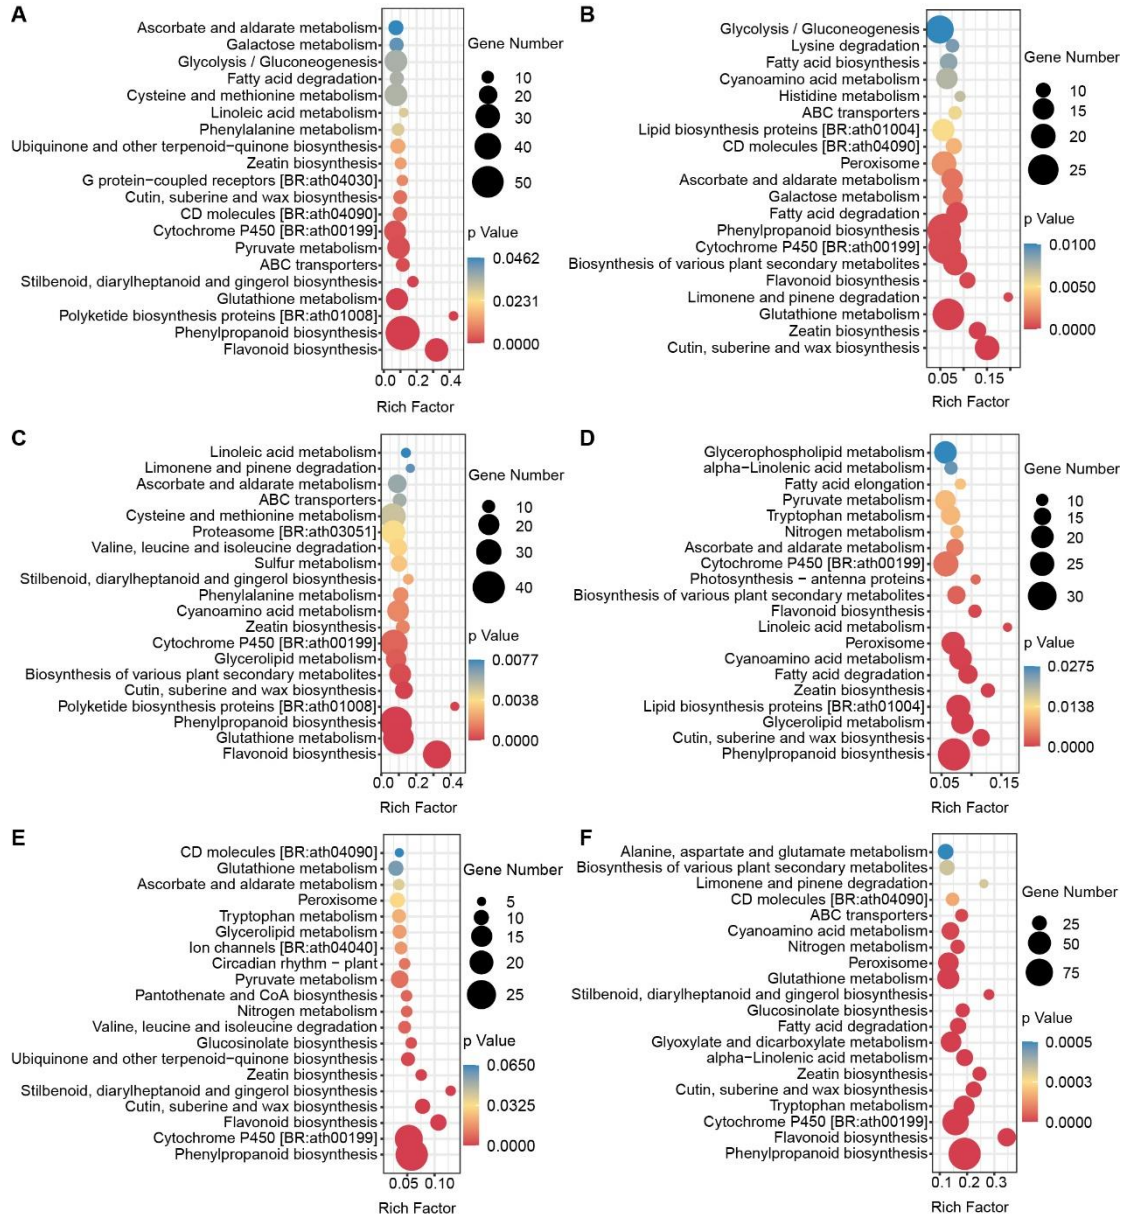 A
Ascorbate and aldarate metabolism
Galactose metabolism
Glycolysis / Gluconeogenesis
Fatty acid degradation
Cysteine and methionine metabolism
Linoleic acid metabolism
Phenylalanine metabolism
Ubiquinone and other terpenoid−quinone biosynthesis
Zeatin biosynthesis
G protein−coupled receptors [BR:ath04030]
Cutin, suberine and wax biosynthesis
CD molecules [BR:ath04090]
Cytochrome P450 [BR:ath00199]
Pyruvate metabolism
ABC transporters
Stilbenoid, diarylheptanoid and gingerol biosynthesis
Glutathione metabolism
Polyketide biosynthesis proteins [BR:ath01008]
Phenylpropanoid biosynthesis
Flavonoid biosynthesis
0.0 0.2 0.4
Rich Factor
Gene Number
10
20
30
40
50
p Value
0.0462
0.0231
0.0000
B
Glycolysis / Gluconeogenesis
Lysine degradation
Fatty acid biosynthesis
Cyanoamino acid metabolism
Histidine metabolism
ABC transporters
Lipid biosynthesis proteins [BR:ath01004]
CD molecules [BR:ath04090]
Peroxisome
Ascorbate and aldarate metabolism
Galactose metabolism
Fatty acid degradation
Phenylpropanoid biosynthesis
Cytochrome P450 [BR:ath00199]
Biosynthesis of various plant secondary metabolites
Flavonoid biosynthesis
Limonene and pinene degradation
Glutathione metabolism
Zeatin biosynthesis
Cutin, suberine and wax biosynthesis
0.05 0.15
Rich Factor
Gene Number
10
15
20
25
p Value
0.0100
0.0050
0.0000
C
Linoleic acid metabolism
Limonene and pinene degradation
Ascorbate and aldarate metabolism
ABC transporters
Cysteine and methionine metabolism
Proteasome [BR:ath03051]
Valine, leucine and isoleucine degradation
Sulfur metabolism
Stilbenoid, diarylheptanoid and gingerol biosynthesis
Phenylalanine metabolism
Cyanoamino acid metabolism
Zeatin biosynthesis
Cytochrome P450 [BR:ath00199]
Glycerolipid metabolism
Biosynthesis of various plant secondary metabolites
Cutin, suberine and wax biosynthesis
Polyketide biosynthesis proteins [BR:ath01008]
Phenylpropanoid biosynthesis
Glutathione metabolism
Flavonoid biosynthesis
0.0 0.2 0.4
Rich Factor
Gene Number
10
20
30
40
p Value
0.0077
0.0038
0.0000
D
Glycerophospholipid metabolism
alpha−Linolenic acid metabolism
Fatty acid elongation
Pyruvate metabolism
Tryptophan metabolism
Nitrogen metabolism
Ascorbate and aldarate metabolism
Cytochrome P450 [BR:ath00199]
Photosynthesis − antenna proteins
Biosynthesis of various plant secondary metabolites
Flavonoid biosynthesis
Linoleic acid metabolism
Peroxisome
Cyanoamino acid metabolism
Fatty acid degradation
Zeatin biosynthesis
Lipid biosynthesis proteins [BR:ath01004]
Glycerolipid metabolism
Cutin, suberine and wax biosynthesis
Phenylpropanoid biosynthesis
0.05 0.15
Rich Factor
Gene Number
10
15
20
25
30
p Value
0.0275
0.0138
0.0000
E
CD molecules [BR:ath04090]
Glutathione metabolism
Ascorbate and aldarate metabolism
Peroxisome
Tryptophan metabolism
Glycerolipid metabolism
Ion channels [BR:ath04040]
Circadian rhythm − plant
Pyruvate metabolism
Pantothenate and CoA biosynthesis
Nitrogen metabolism
Valine, leucine and isoleucine degradation
Glucosinolate biosynthesis
Ubiquinone and other terpenoid−quinone biosynthesis
Zeatin biosynthesis
Stilbenoid, diarylheptanoid and gingerol biosynthesis
Cutin, suberine and wax biosynthesis
Flavonoid biosynthesis
Cytochrome P450 [BR:ath00199]
Phenylpropanoid biosynthesis
0.05 0.10
Rich Factor
Gene Number
5
10
15
20
25
p Value
0.0650
0.0325
0.0000
F
Alanine, aspartate and glutamate metabolism
Biosynthesis of various plant secondary metabolites
Limonene and pinene degradation
CD molecules [BR:ath04090]
ABC transporters
Cyanoamino acid metabolism
Nitrogen metabolism
Peroxisome
Glutathione metabolism
Stilbenoid, diarylheptanoid and gingerol biosynthesis
Glucosinolate biosynthesis
Fatty acid degradation
Glyoxylate and dicarboxylate metabolism
alpha−Linolenic acid metabolism
Zeatin biosynthesis
Cutin, suberine and wax biosynthesis
Tryptophan metabolism
Cytochrome P450 [BR:ath00199]
Flavonoid biosynthesis
Phenylpropanoid biosynthesis
0.1 0.2 0.3
Rich Factor
Gene Number
25
50
75
p Value
0.0005
0.0003
0.0000